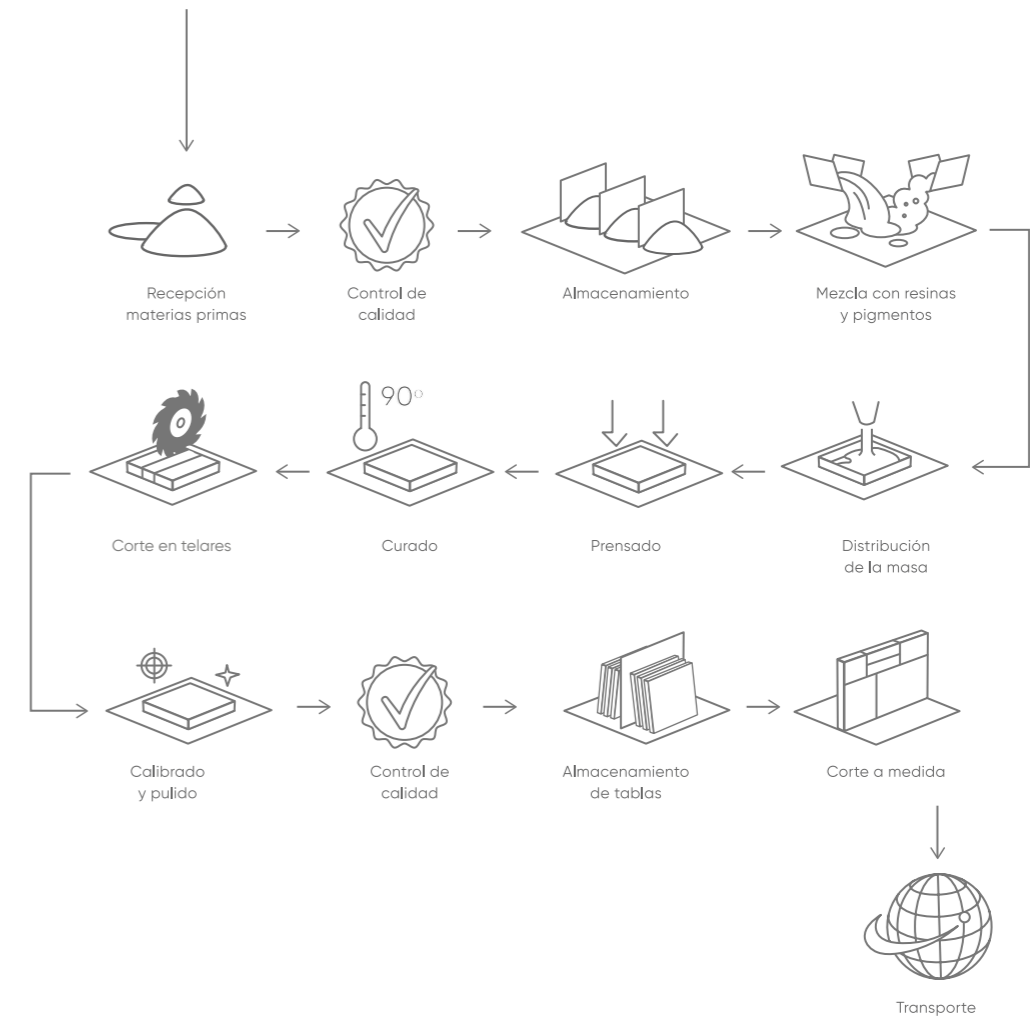 Recepción
materias primas
Control de
calidad
Almacenamiento
Mezcla con resinas
y pigmentos
90º
Corte en telares
Curado
Prensado
Distribución
de la masa
Calibrado
y pulido
Control de
calidad
Almacenamiento
de tablas
Corte a medida
Transporte